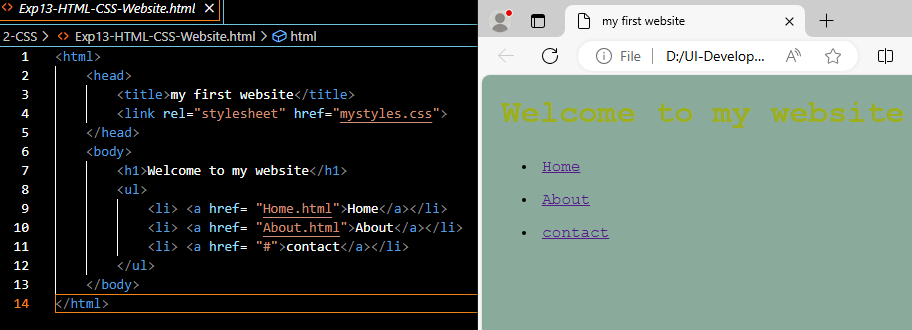 Exp13-HTML-CSS-Website.html
2-CSS > Exp13-HTML-CSS-Website.html > html
1 <html>
2 <head>
3 <title>my first website</title>
4 <link rel="stylesheet" href="mystyles.css">
5 </head>
6 <body>
7 <h1>Welcome to my website</h1>
8 <ul>
9 <li> <a href= "Home.html">Home</a></li>
10 <li> <a href= "About.html">About</a></li>
11 <li> <a href= "#">contact</a></li>
12 </ul>
13 </body>
14 </html>
my first website
File | D:/UI-Develop...
Welcome to my website
• Home
• About
• contact